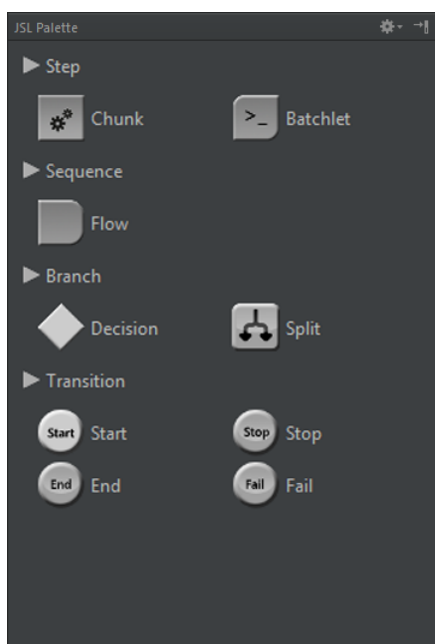 JSL Palette
Step
Chunk
>_ Batchlet
Sequence
Flow
Branch
Decision
Split
Transition
Start Start
Stop Stop
End End
Fail Fail